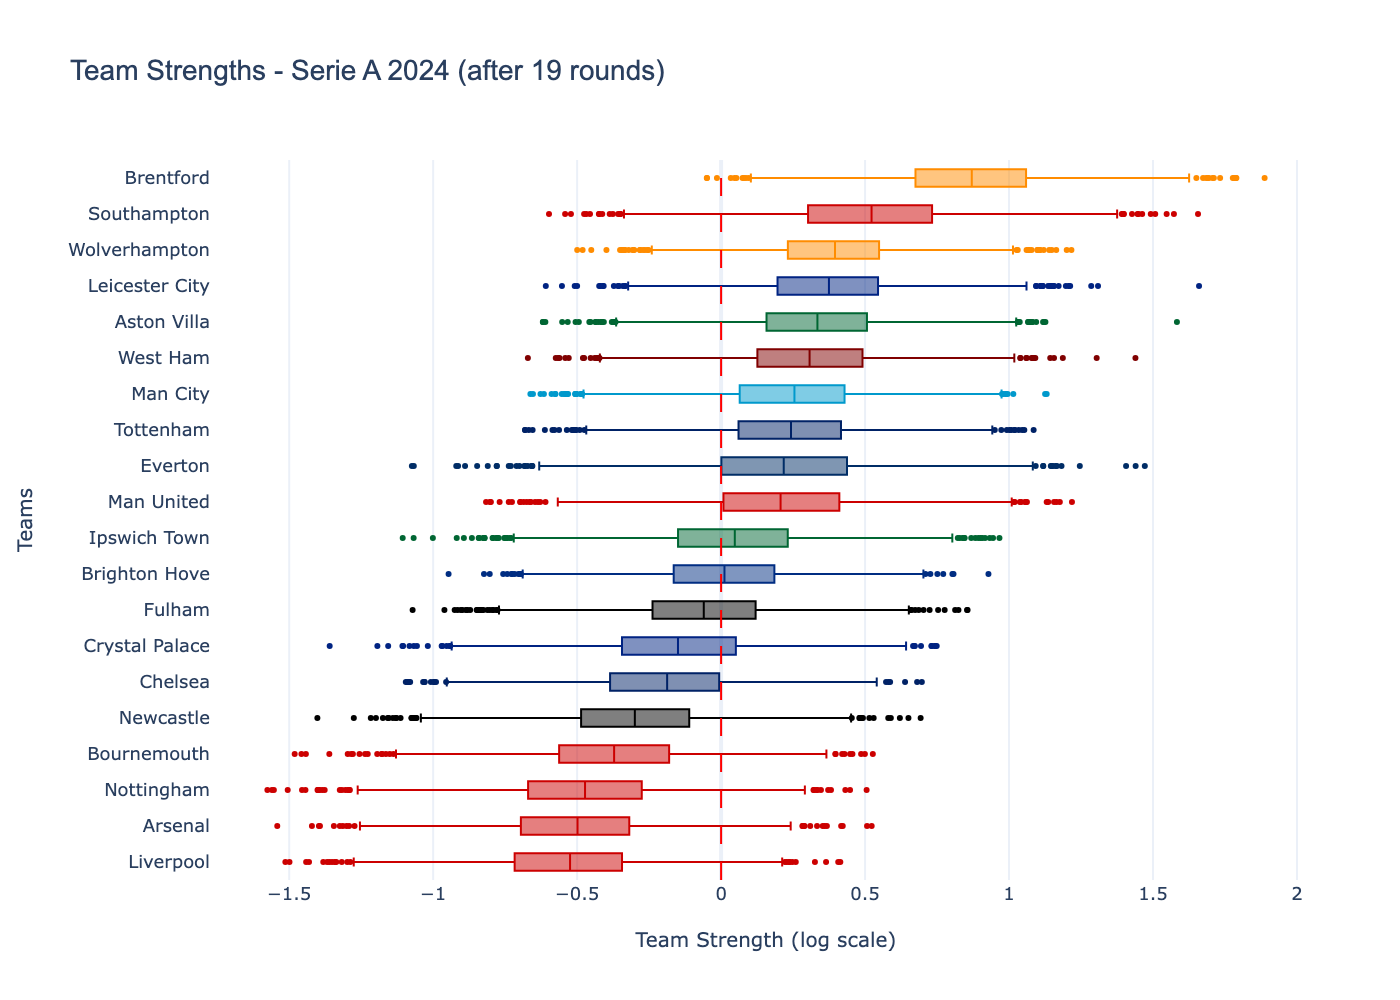 Team Strengths - Serie A 2024 (after 19 rounds)
Teams
Brentford
Southampton
Wolverhampton
Leicester City
Aston Villa
West Ham
Man City
Tottenham
Everton
Man United
Ipswich Town
Brighton Hove
Fulham
Crystal Palace
Chelsea
Newcastle
Bournemouth
Nottingham
Arsenal
Liverpool
−1.5 −1 −0.5 0 0.5 1 1.5 2
Team Strength (log scale)